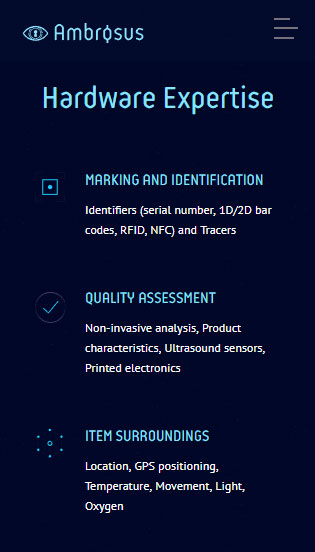 Ambrosus
Hardware Expertise
MARKING AND IDENTIFICATION
Identifiers (serial number, 1D/2D bar
codes, RFID, NFC) and Tracers
QUALITY ASSESSMENT
Non-invasive analysis, Product
characteristics, Ultrasound sensors,
Printed electronics
ITEM SURROUNDINGS
Location, GPS positioning,
Temperature, Movement, Light,
Oxygen